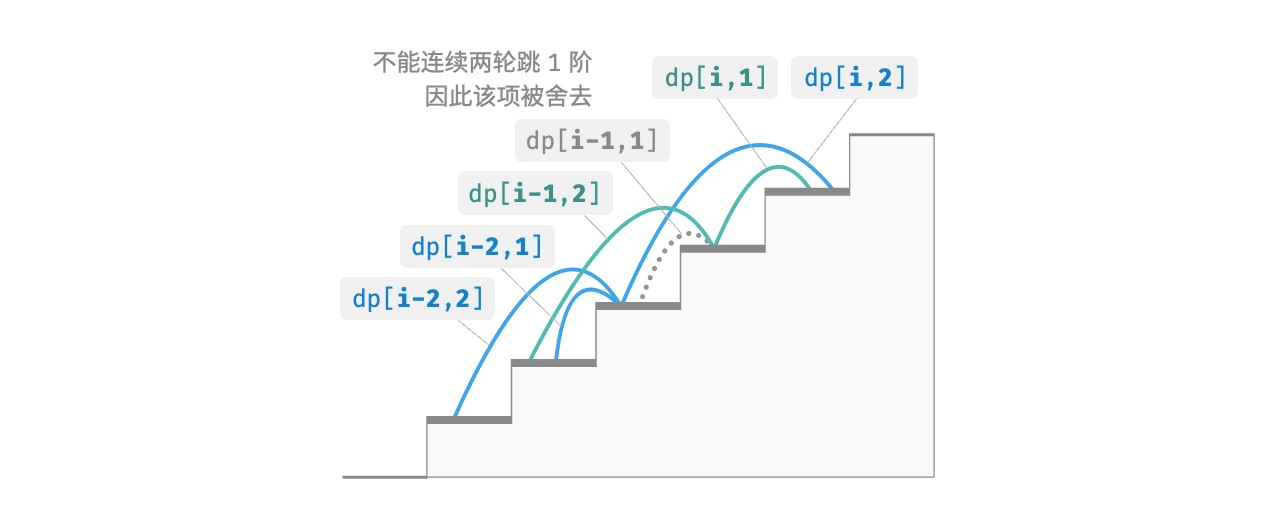 不能连续两轮跳 1 阶
因此该项被舍去
dp[i,1]
dp[i,2]
dp[i-1,1]
dp[i-1,2]
dp[i-2,1]
dp[i-2,2]